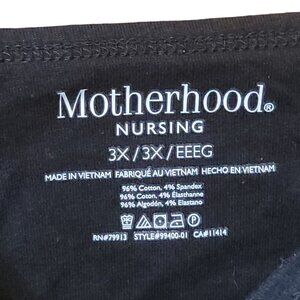 Motherhood®
NURSING
3X/3X/EEEG
MADE IN VIETNAM FABRIQUÉ AU VIETNAM HECHO EN VIETNAM
96% Cotton, 4% Spandex
96% Cotton, 4% Élasthanne
96% Algodón, 4% Elastano
RN#79913 STYLE#99400-01 CA#11414